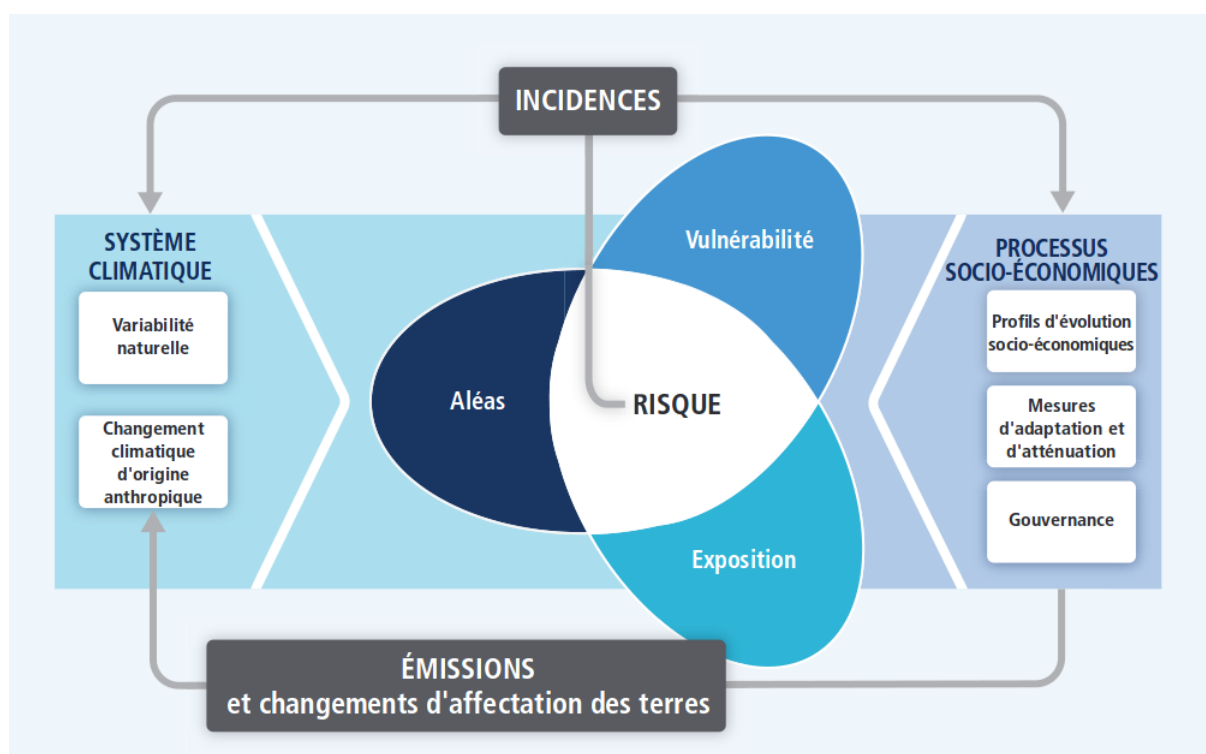 INCIDENCES
SYSTÈME
CLIMATIQUE
Variabilité
naturelle
Changement
climatique
d'origine
anthropique
Vulnérabilité
Aléas
RISQUE
Exposition
PROCESSUS
SOCIO-ÉCONOMIQUES
Profils d'évolution
socio-économiques
Mesures
d'adaptation et
d'atténuation
Gouvernance
ÉMISSIONS
et changements d'affectation des terres